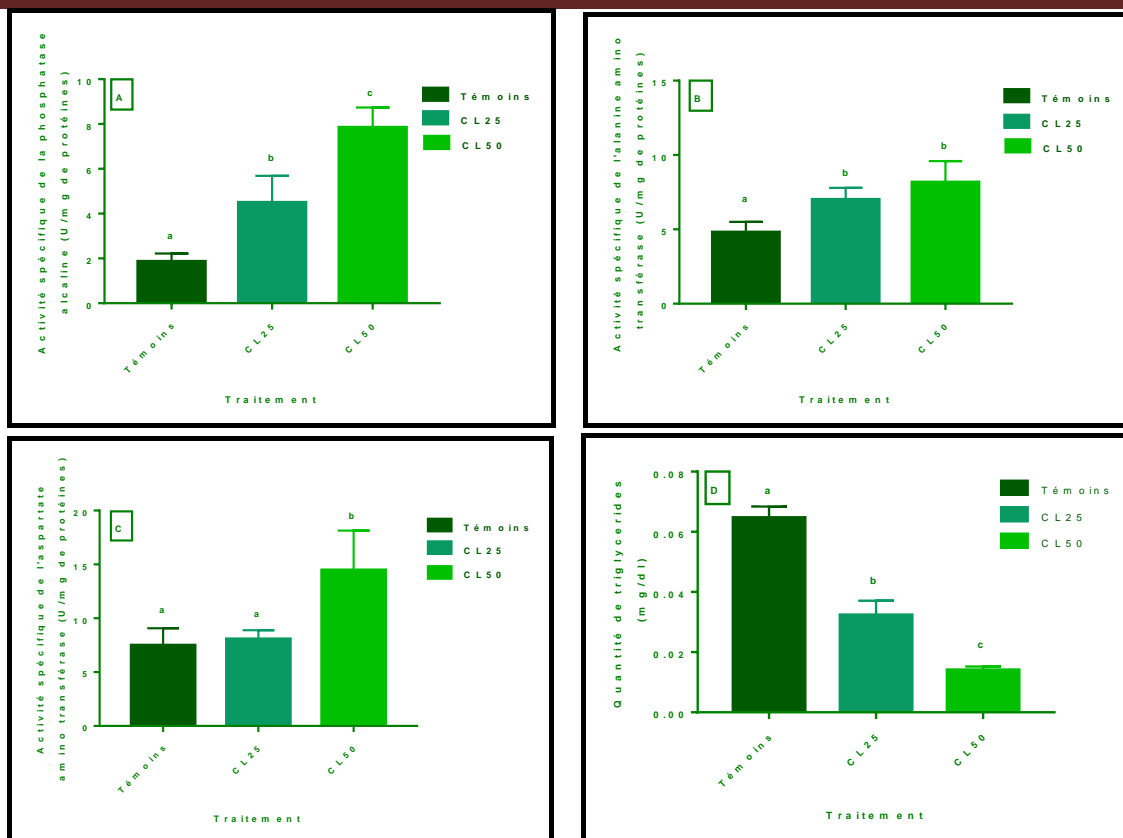 Activité spécifique de la phosphatase
alcaline (U/mg de protéines)
10
8
6
4
2
0
A
a
b
c
Témoins
CL25
CL50
Témoins
CL25
CL50
Traitement
Activité spécifique de l'alanine amino
transférase (U/mg de protéines)
15
10
5
0
B
a
b
b
Témoins
CL25
CL50
Témoins
CL25
CL50
Traitement
Activité spécifique de l'aspartate
amino transférase (U/mg de protéines)
20
15
10
5
0
C
a
a
b
Témoins
CL25
CL50
Témoins
CL25
CL50
Traitement
Quantité de triglycerides
(mg/dl)
0.08
0.06
0.04
0.02
0.00
D
a
b
c
Témoins
CL25
CL50
Témoins
CL25
CL50
Traitement